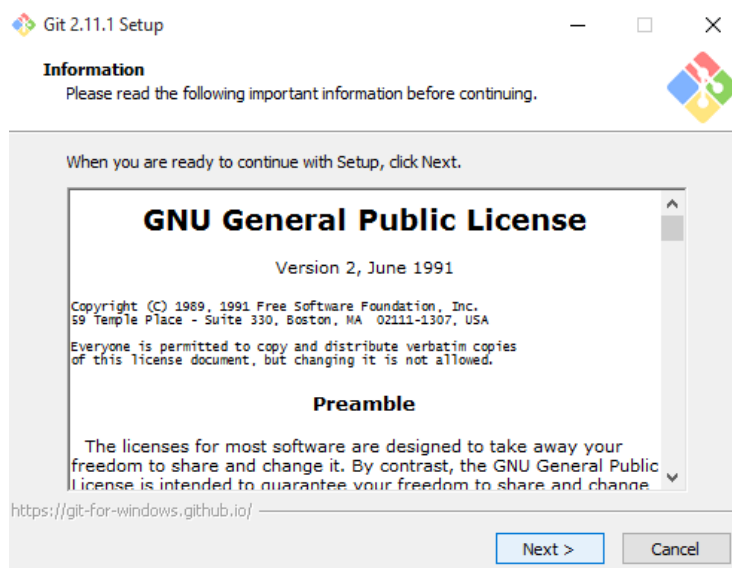 Git 2.11.1 Setup
Information
Please read the following important information before continuing.
When you are ready to continue with Setup, click Next.
GNU General Public License
Version 2, June 1991
Copyright (C) 1989, 1991 Free Software Foundation, Inc.
59 Temple Place - Suite 330, Boston, MA  02111-1307, USA
Everyone is permitted to copy and distribute verbatim copies
of this license document, but changing it is not allowed.
Preamble
The licenses for most software are designed to take away your
freedom to share and change it. By contrast, the GNU General Public
License is intended to guarantee your freedom to share and change
https://git-for-windows.github.io/
Next >
Cancel